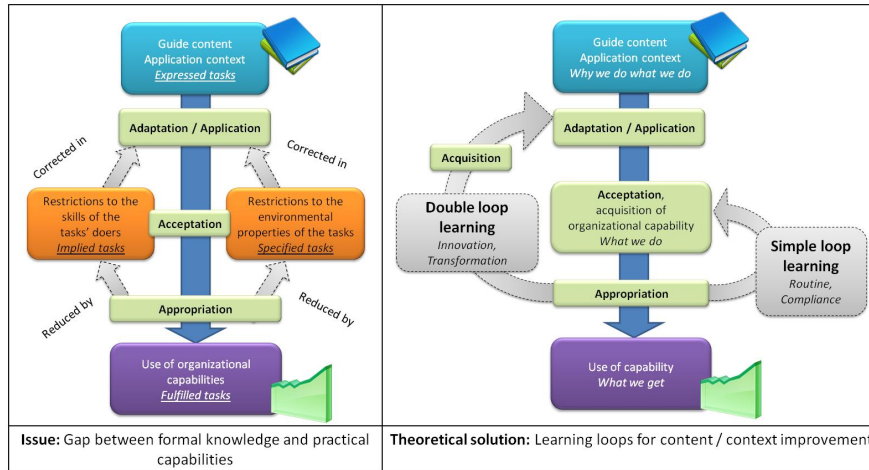 Guide content
Application context
Expressed tasks
Adaptation / Application
Corrected in
Corrected in
Restrictions to the
skills of the
tasks' doers
Implied tasks
Acceptation
Restrictions to the
environmental
properties of the tasks
Specified tasks
Reduced by
Appropriation
Reduced by
Use of organizational
capabilities
Fulfilled tasks
Issue: Gap between formal knowledge and practical
capabilities
Guide content
Application context
Why we do what we do
Adaptation / Application
Acquisition
Double loop
learning
Innovation,
Transformation
Acceptation,
acquisition of
organizational capability
What we do
Simple loop
learning
Routine,
Compliance
Appropriation
Use of capability
What we get
Theoretical solution: Learning loops for content / context improvement